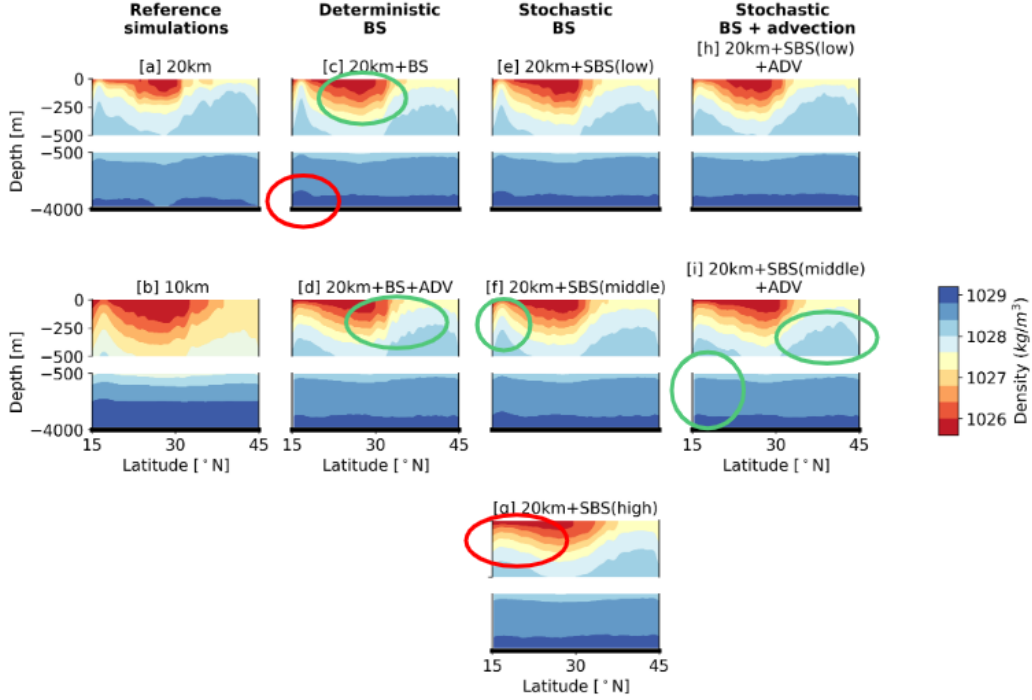 Reference
simulations
Deterministic
BS
Stochastic
BS
Stochastic
BS + advection
[a] 20km
[c] 20km+BS
[e] 20km+SBS(low)
[h] 20km+SBS(low)
+ADV
0
−250
−500
−500
−4000
Depth [m]
[b] 10km
[d] 20km+BS+ADV
[f] 20km+SBS(middle)
[i] 20km+SBS(middle)
+ADV
0
−250
−500
−500
−4000
Depth [m]
15 30 45
Latitude [°N]
15 30 45
Latitude [°N]
15 30 45
Latitude [°N]
1029
1028
1027
1026
Density (kg/m³)
[g] 20km+SBS(high)
15 30 45
Latitude [°N]